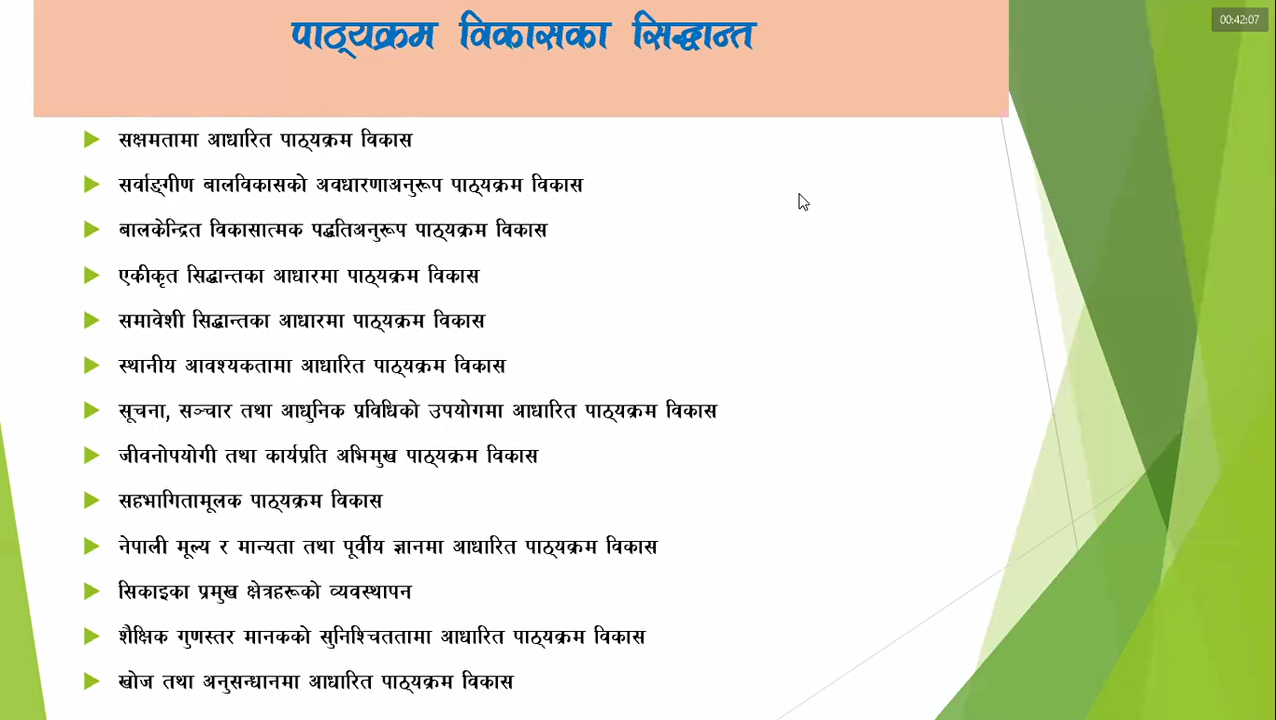 पाठ्यक्रम विकासका सिद्धान्त
00:42:07
सक्षमतामा आधारित पाठ्यक्रम विकास
सर्वाङ्गीण बालविकासको अवधारणाअनुरूप पाठ्यक्रम विकास
बालकेन्द्रित विकासात्मक पद्धतिअनुरूप पाठ्यक्रम विकास
एकीकृत सिद्धान्तका आधारमा पाठ्यक्रम विकास
समावेशी सिद्धान्तका आधारमा पाठ्यक्रम विकास
स्थानीय आवश्यकतामा आधारित पाठ्यक्रम विकास
सूचना, सञ्चार तथा आधुनिक प्रविधिको उपयोगमा आधारित पाठ्यक्रम विकास
जीवनोपयोगी तथा कार्यप्रति अभिमुख पाठ्यक्रम विकास
सहभागितामूलक पाठ्यक्रम विकास
नेपाली मूल्य र मान्यता तथा पूर्वीय ज्ञानमा आधारित पाठ्यक्रम विकास
सिकाइका प्रमुख क्षेत्रहरूको व्यवस्थापन
शैक्षिक गुणस्तर मानकको सुनिश्चिततामा आधारित पाठ्यक्रम विकास
खोज तथा अनुसन्धानमा आधारित पाठ्यक्रम विकास